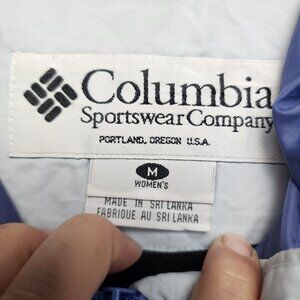 Columbia
Sportswear Company
PORTLAND, OREGON U.S.A.
M
WOMEN'S
MADE IN SRI LANKA
FABRIQUE AU SRI LANKA